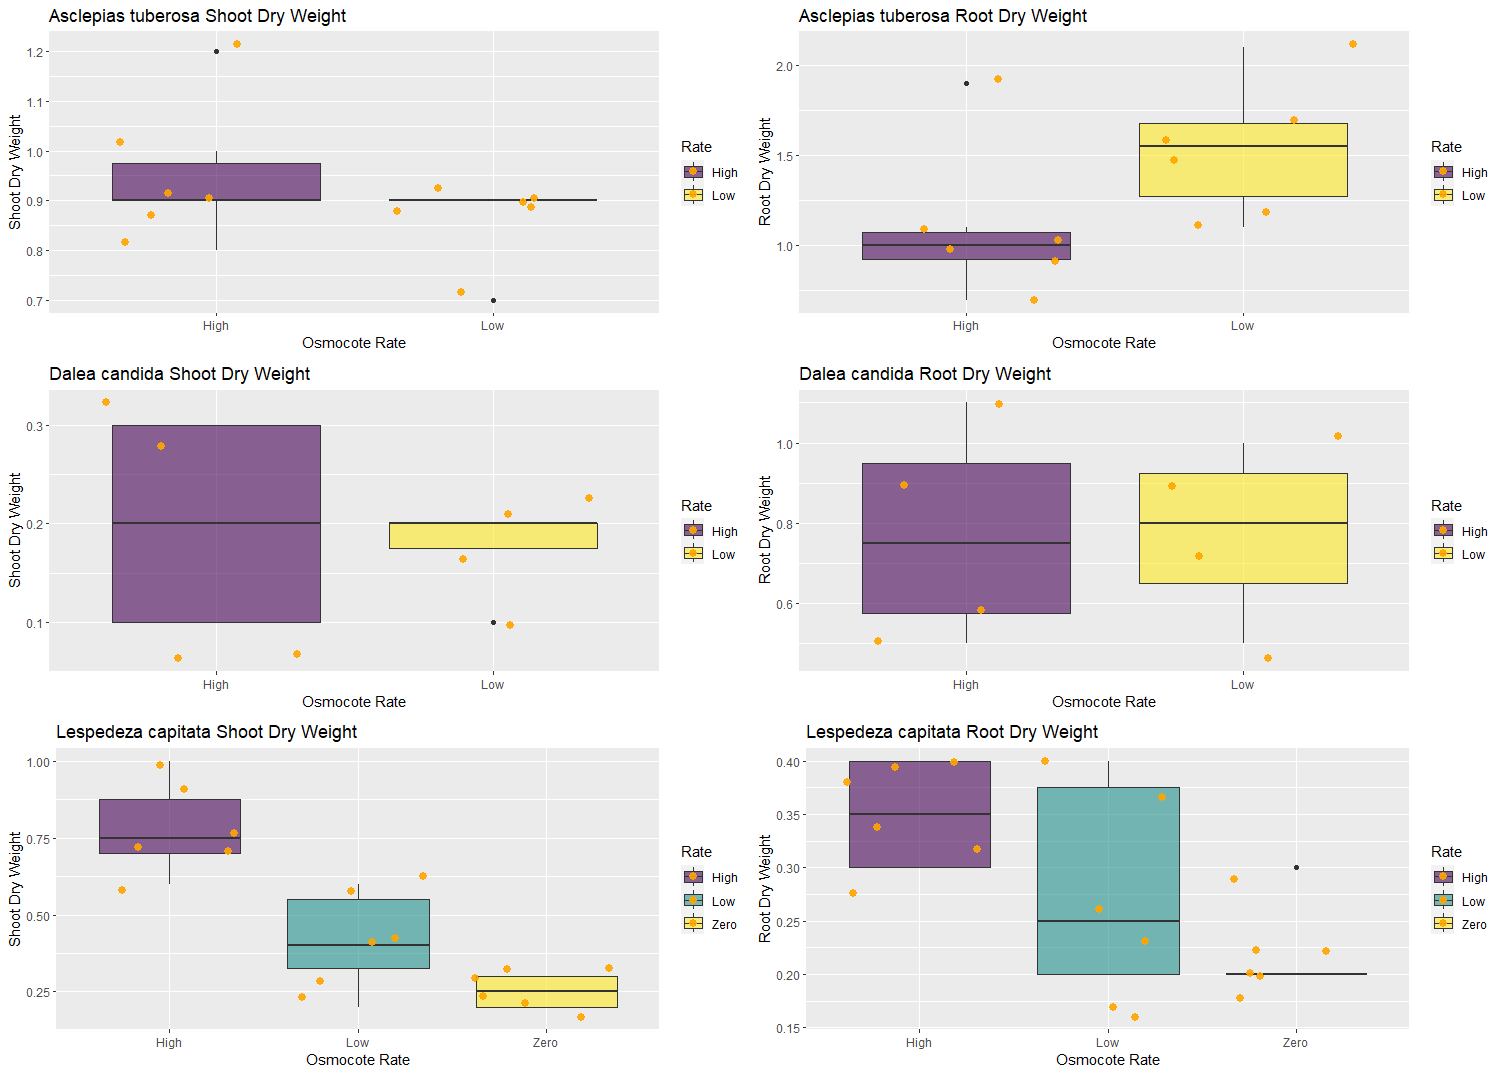 Asclepias tuberosa Shoot Dry Weight
Shoot Dry Weight
1.2
1.1
1.0
0.9
0.8
0.7
High
Low
Osmocote Rate
Rate
High
Low
Asclepias tuberosa Root Dry Weight
Root Dry Weight
2.0
1.5
1.0
High
Low
Osmocote Rate
Rate
High
Low
Dalea candida Shoot Dry Weight
Shoot Dry Weight
0.3
0.2
0.1
High
Low
Osmocote Rate
Rate
High
Low
Dalea candida Root Dry Weight
Root Dry Weight
1.0
0.8
0.6
High
Low
Osmocote Rate
Rate
High
Low
Lespedeza capitata Shoot Dry Weight
Shoot Dry Weight
1.00
0.75
0.50
0.25
High
Low
Zero
Osmocote Rate
Rate
High
Low
Zero
Lespedeza capitata Root Dry Weight
Root Dry Weight
0.40
0.35
0.30
0.25
0.20
0.15
High
Low
Zero
Osmocote Rate
Rate
High
Low
Zero